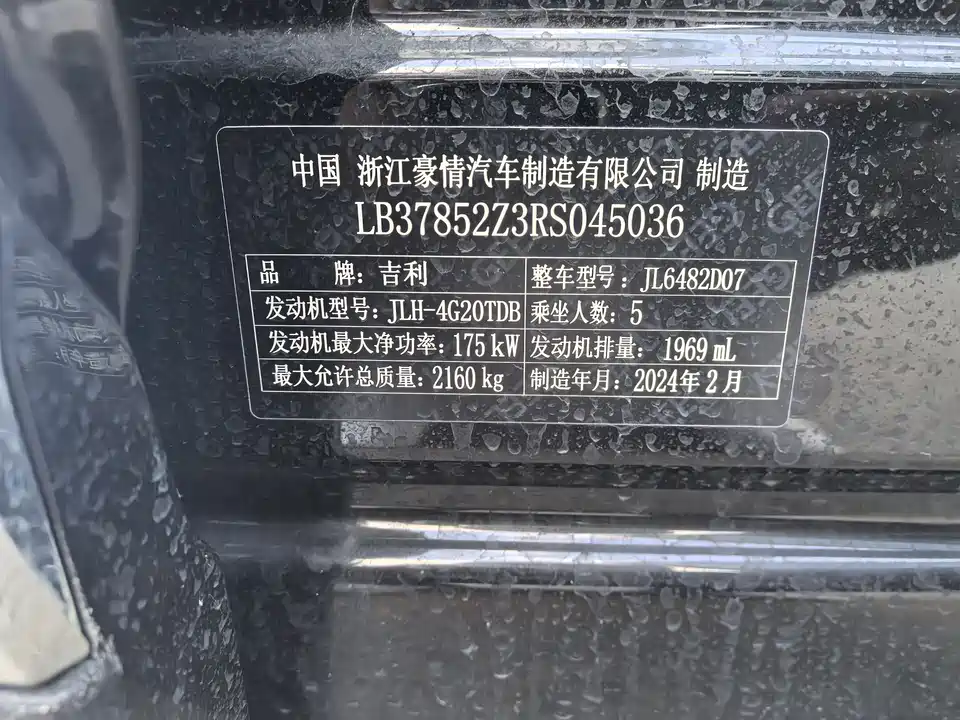 中国 浙江豪情汽车制造有限公司 制造
LB37852Z3RS045036
品 牌: 吉利 整车型号: JL6482D07
发动机型号: JLH-4G20TDB 乘坐人数: 5
发动机最大净功率: 175 kW 发动机排量: 1969 mL
最大允许总质量: 2160 kg 制造年月: 2024年2月